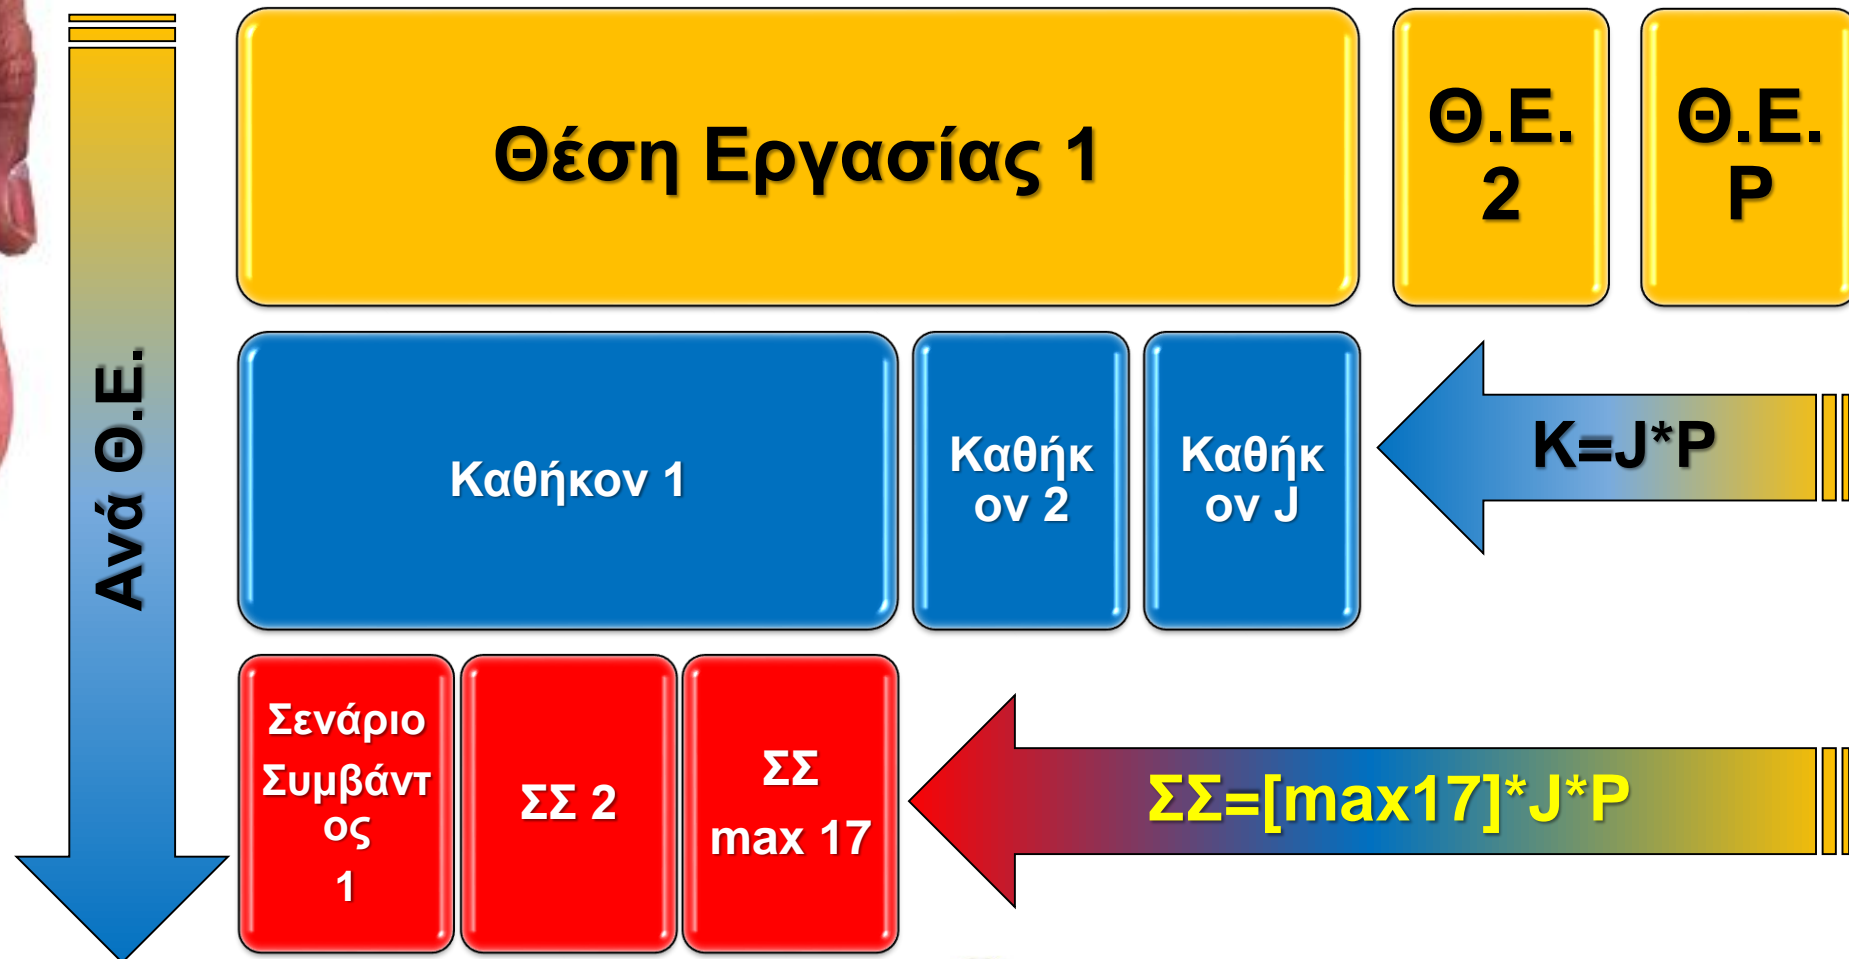 Θέση Εργασίας 1
Θ.Ε.
2
Θ.Ε.
P
Ανά Θ.Ε.
Καθήκον 1
Καθήκ
ον 2
Καθήκ
ον J
K=J*P
Σενάριο
Συμβάντ
ος
1
ΣΣ 2
ΣΣ
max 17
ΣΣ=[max17]*J*P